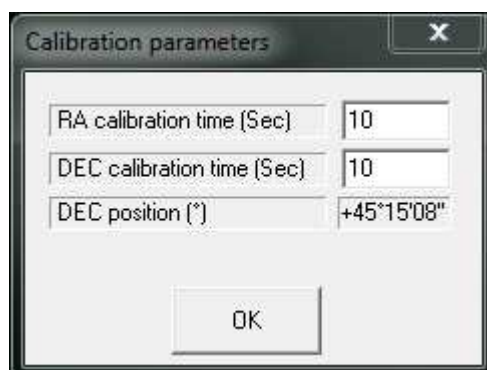 Calibration parameters
RA calibration time (Sec) 10
DEC calibration time (Sec) 10
DEC position (°) +45°15'08"
OK